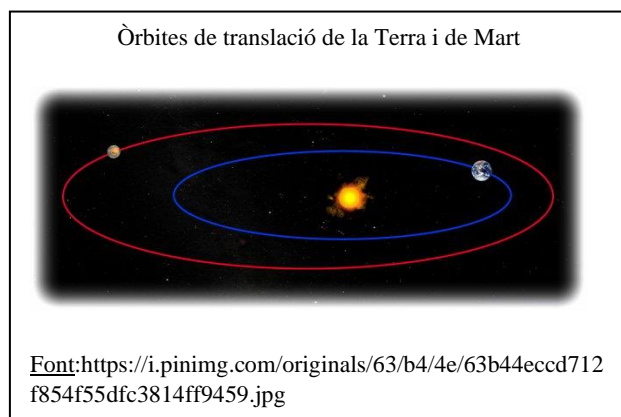 Òrbites de translació de la Terra i de Mart
Font:https://i.pinimg.com/originals/63/b4/4e/63b44eccd712
f854f55dfc3814ff9459.jpg